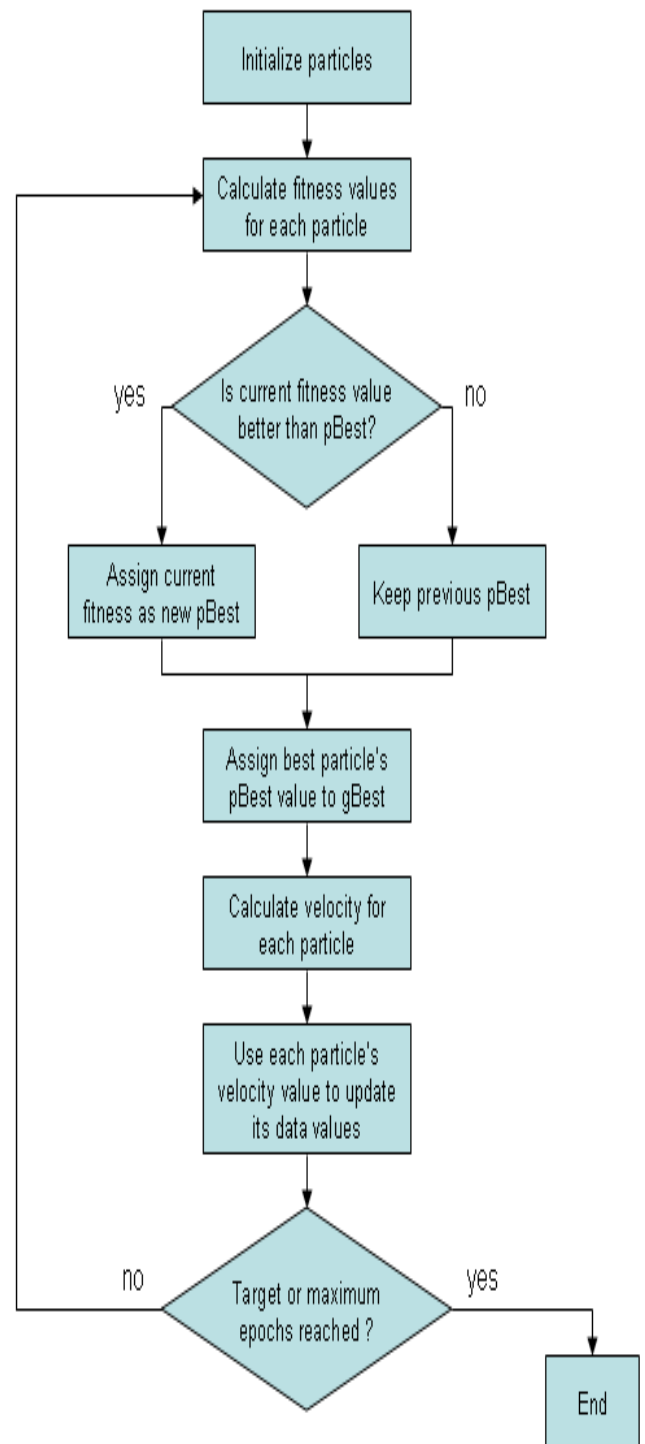 Initialize particles
Calculate fitness values
for each particle
Is current fitness value
better than pBest?
yes
no
Assign current
fitness as new pBest
Keep previous pBest
Assign best particle's
pBest value to gBest
Calculate velocity for
each particle
Use each particle's
velocity value to update
its data values
Target or maximum
epochs reached ?
no
yes
End